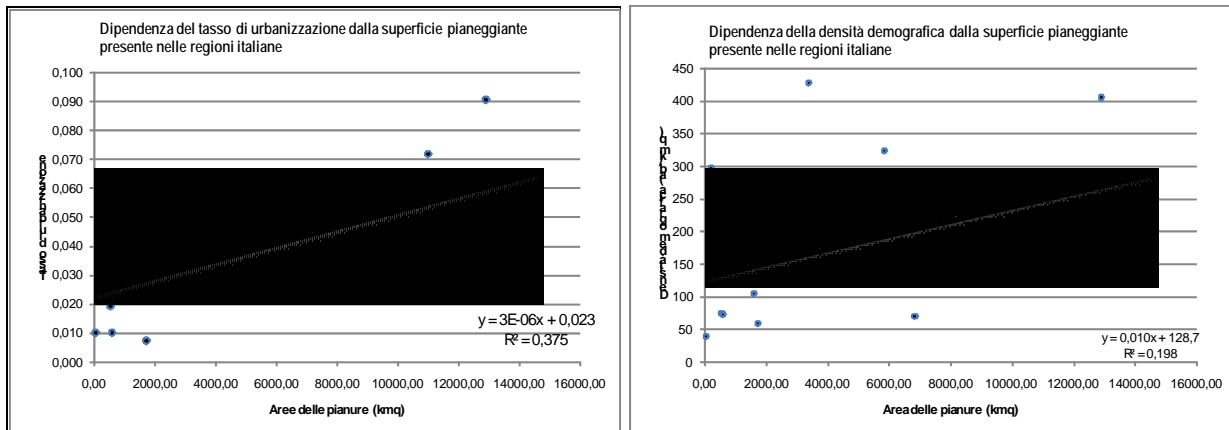 Dipendenza del tasso di urbanizzazione dalla superficie pianeggiante
presente nelle regioni italiane
0,100
0,090
0,080
0,070
0,060
0,050
0,040
0,030
0,020
0,010
0,000
y = 3E-06x + 0,023
R² = 0,375
0,00 2000,00 4000,00 6000,00 8000,00 10000,00 12000,00 14000,00 16000,00
Aree delle pianure (kmq)
Dipendenza della densità demografica dalla superficie pianeggiante
presente nelle regioni italiane
450
400
350
300
250
200
150
100
50
0
y = 0,010x + 128,7
R² = 0,198
0,00 2000,00 4000,00 6000,00 8000,00 10000,00 12000,00 14000,00 16000,00
Area delle pianure (kmq)